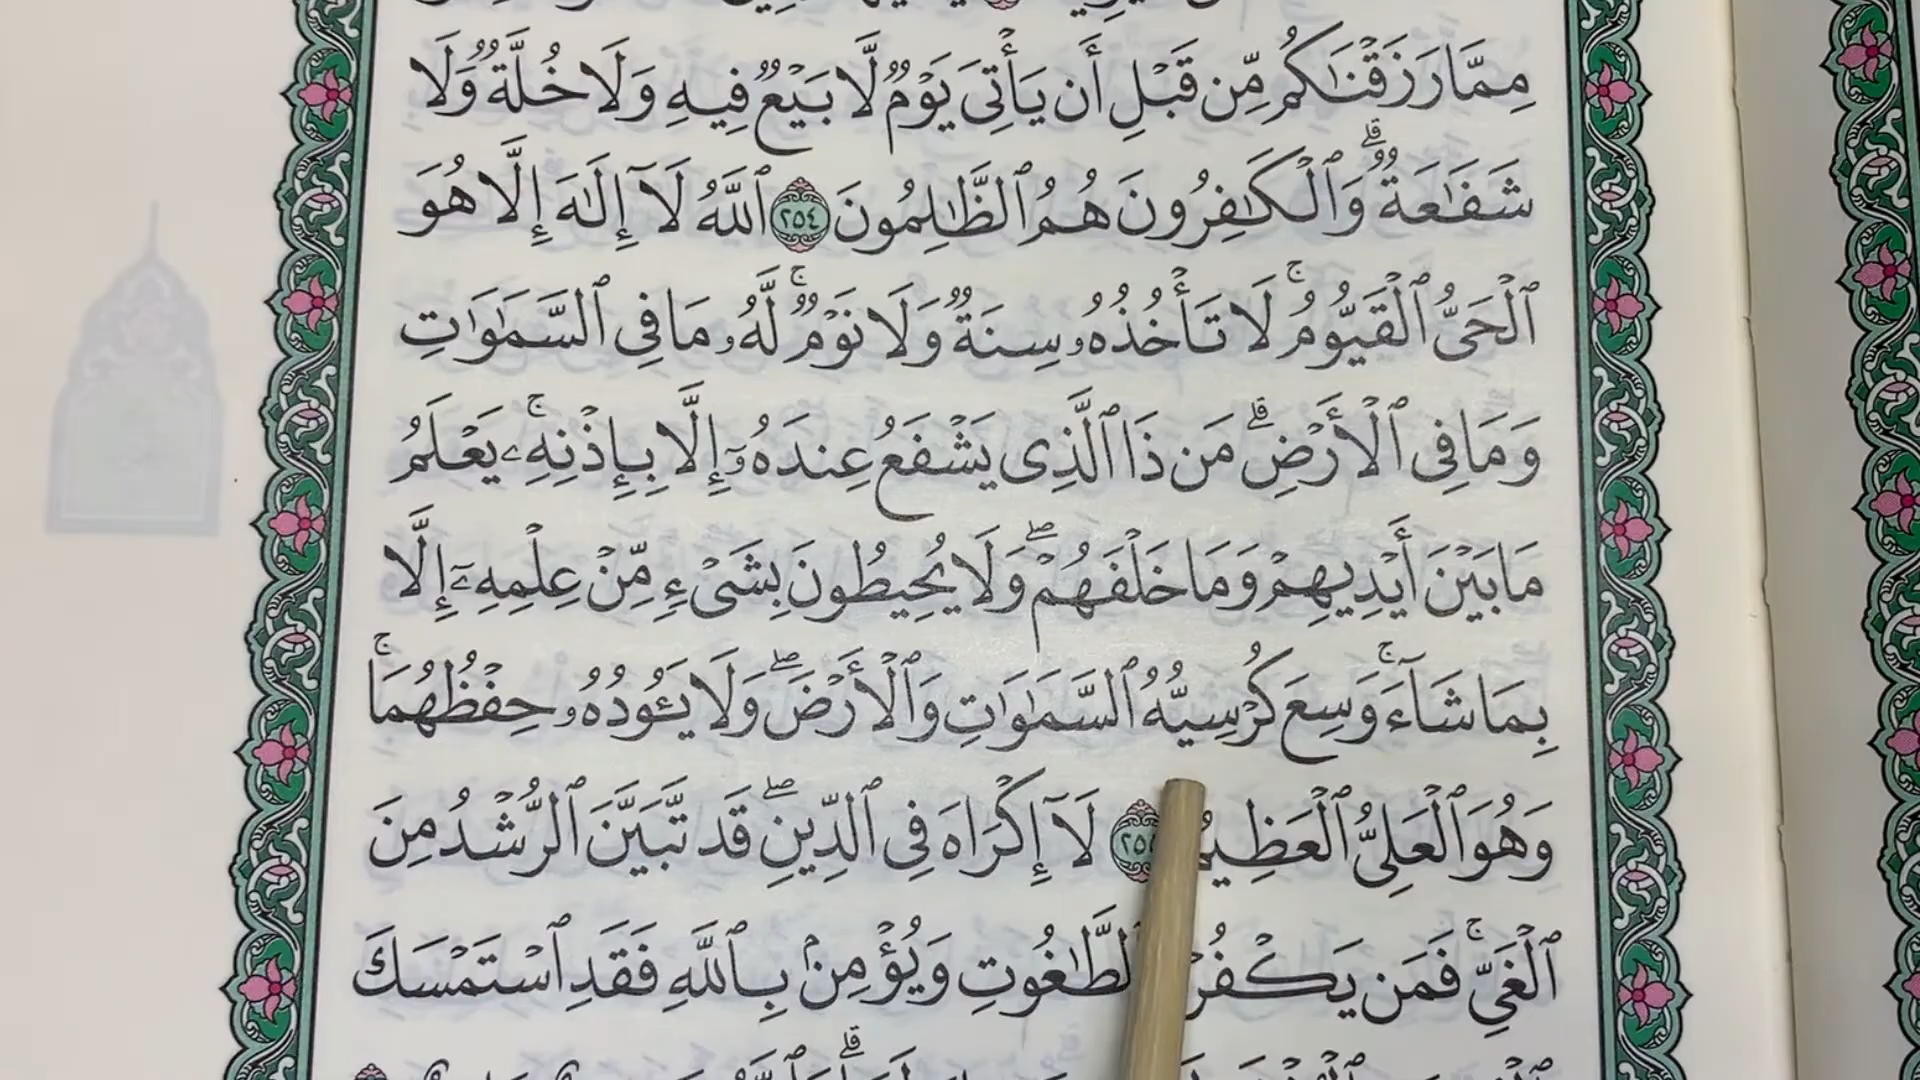 مِمَّا رَزَقْنَٰكُم مِّن قَبْلِ أَن يَأْتِىَ يَوْمٌ لَّا بَيْعٌ فِيهِ وَلَا خُلَّةٌ وَلَا
شَفَٰعَةٌ ۗ وَٱلْكَٰفِرُونَ هُمُ ٱلظَّٰلِمُونَ ٢٥٤ ٱللَّهُ لَآ إِلَٰهَ إِلَّا هُوَ
ٱلْحَىُّ ٱلْقَيُّومُ ۚ لَا تَأْخُذُهُۥ سِنَةٌ وَلَا نَوْمٌ ۚ لَّهُۥ مَا فِى ٱلسَّمَٰوَٰتِ
وَمَا فِى ٱلْأَرْضِ ۗ مَن ذَا ٱلَّذِى يَشْفَعُ عِندَهُۥٓ إِلَّا بِإِذْنِهِۦ ۚ يَعْلَمُ
مَا بَيْنَ أَيْدِيهِمْ وَمَا خَلْفَهُمْ ۖ وَلَا يُحِيطُونَ بِشَىْءٍ مِّنْ عِلْمِهِۦٓ إِلَّا
بِمَا شَآءَ ۚ وَسِعَ كُرْسِيُّهُ ٱلسَّمَٰوَٰتِ وَٱلْأَرْضَ ۖ وَلَا يَـُٔودُهُۥ حِفْظُهُمَا ۚ
وَهُوَ ٱلْعَلِىُّ ٱلْعَظِيمُ لَآ إِكْرَاهَ فِى ٱلدِّينِ ۖ قَد تَّبَيَّنَ ٱلرُّشْدُ مِنَ
ٱلْغَىِّ ۚ فَمَن يَكْفُرْ بِٱلطَّٰغُوتِ وَيُؤْمِنۢ بِٱللَّهِ فَقَدِ ٱسْتَمْسَكَ